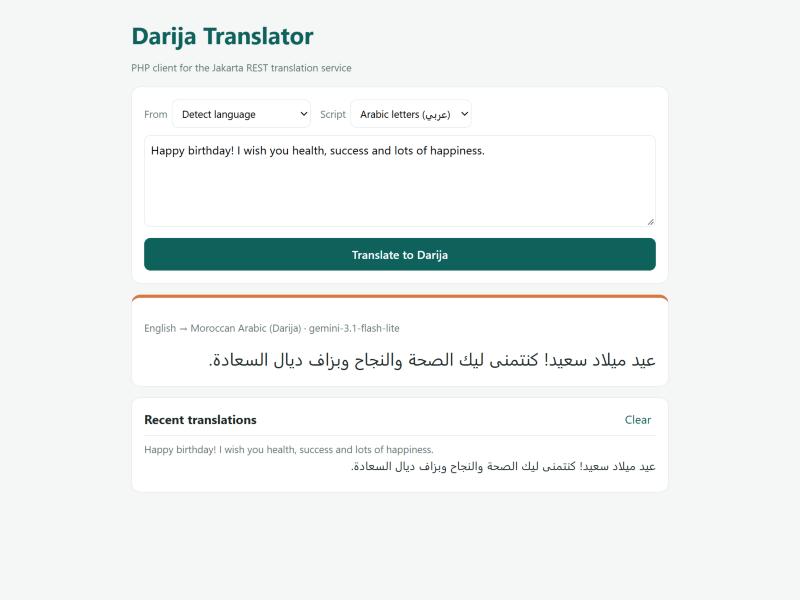 Darija Translator
PHP client for the Jakarta REST translation service
From Detect language Script Arabic letters (عربي)
Happy birthday! I wish you health, success and lots of happiness.
Translate to Darija
English → Moroccan Arabic (Darija) · gemini-3.1-flash-lite
عيد ميلاد سعيد! كنتمنى ليك الصحة والنجاح وبزاف ديال السعادة.
Recent translations Clear
Happy birthday! I wish you health, success and lots of happiness.
عيد ميلاد سعيد! كنتمنى ليك الصحة والنجاح وبزاف ديال السعادة.